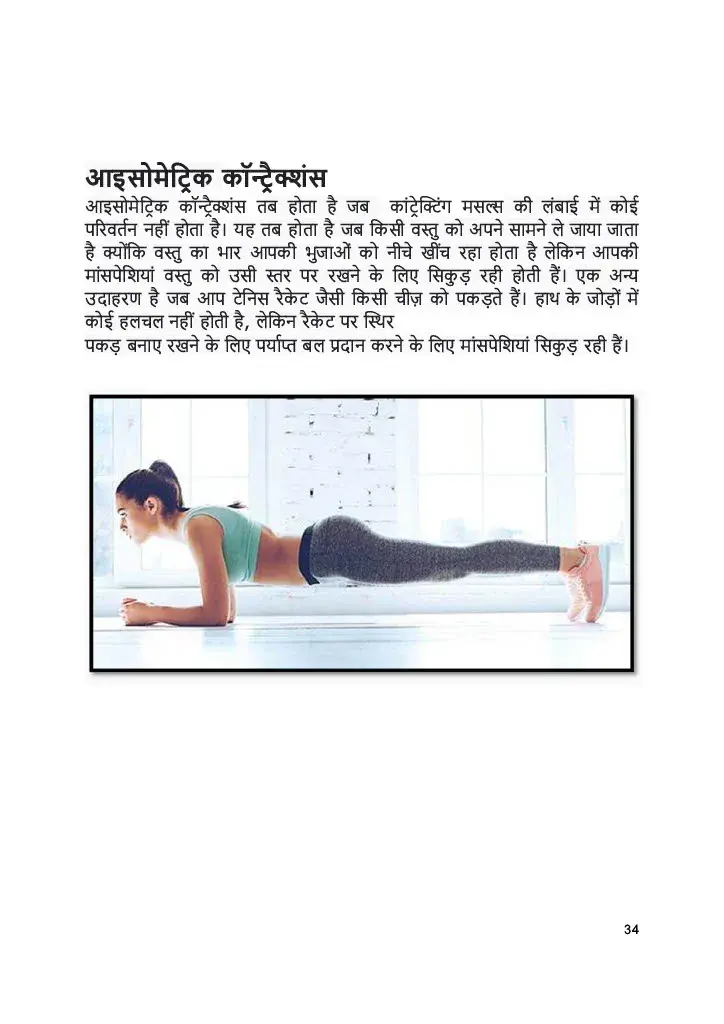 आइसोमेट्रिक कॉन्ट्रैक्शंस
आइसोमेट्रिक कॉन्ट्रैक्शंस तब होता है जब कांट्रेक्टिंग मसल्स की लंबाई में कोई
परिवर्तन नहीं होता है। यह तब होता है जब किसी वस्तु को अपने सामने ले जाया जाता
है क्योंकि वस्तु का भार आपकी भुजाओं को नीचे खींच रहा होता है लेकिन आपकी
मांसपेशियां वस्तु को उसी स्तर पर रखने के लिए सिकुड़ रही होती हैं। एक अन्य
उदाहरण है जब आप टेनिस रैकेट जैसी किसी चीज़ को पकड़ते हैं। हाथ के जोड़ों में
कोई हलचल नहीं होती है, लेकिन रैकेट पर स्थिर
पकड़ बनाए रखने के लिए पर्याप्त बल प्रदान करने के लिए मांसपेशियां सिकुड़ रही हैं।
34